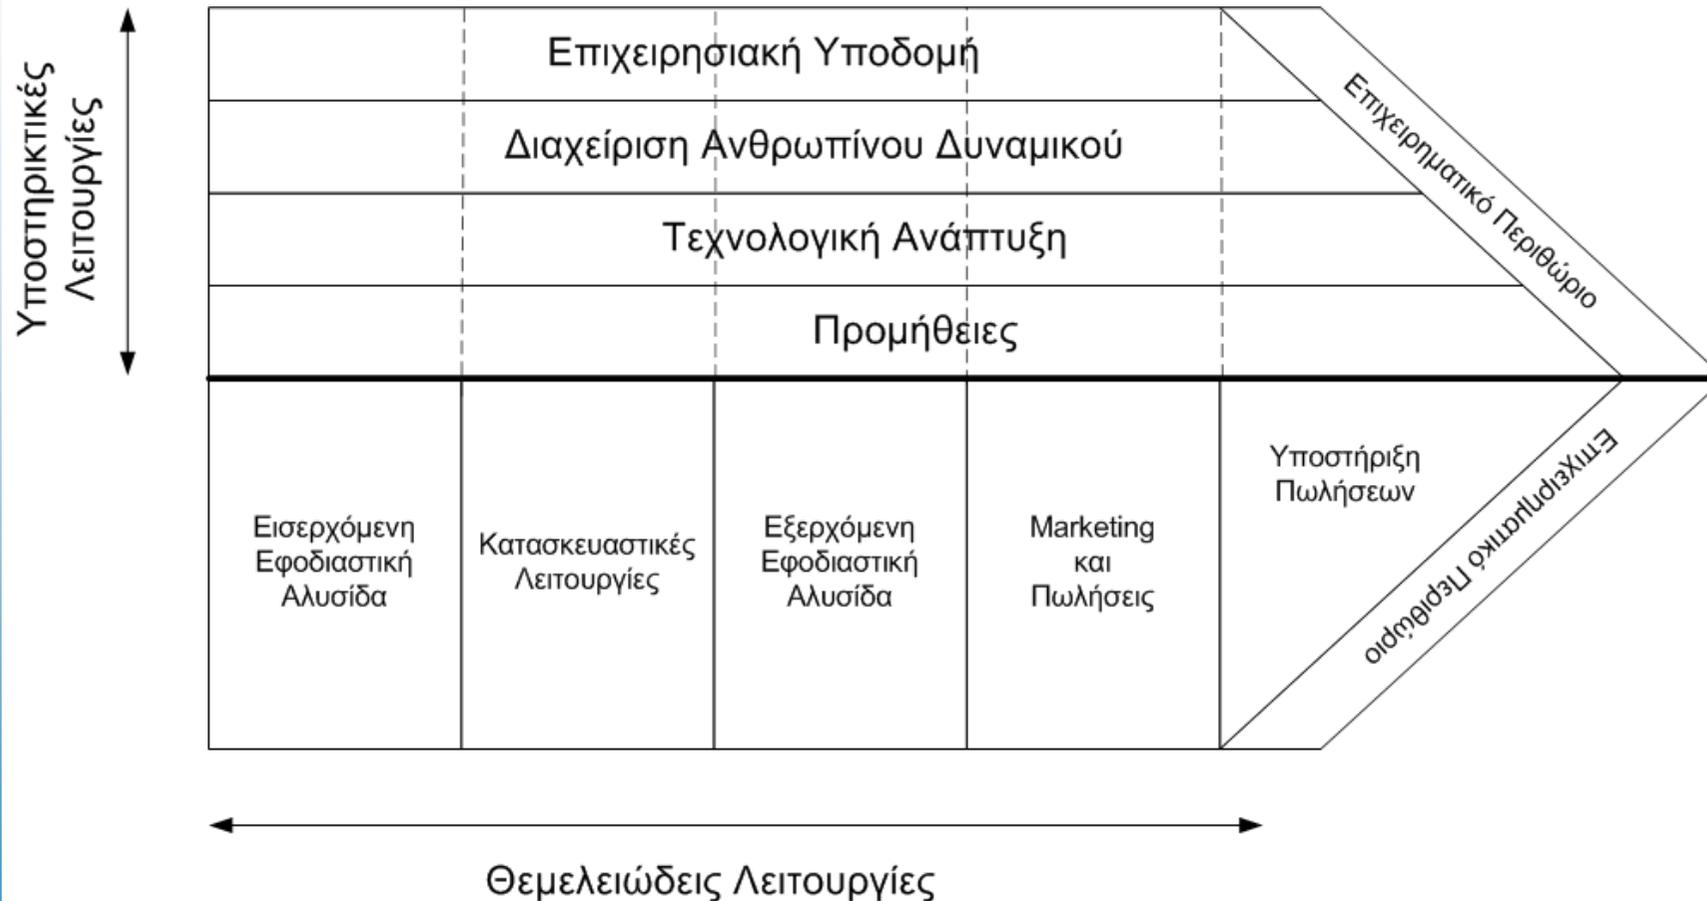 Υποστηρικτικές
Λειτουργίες
Επιχειρησιακή Υποδομή
Διαχείριση Ανθρωπίνου Δυναμικού
Τεχνολογική Ανάπτυξη
Προμήθειες
Επιχειρηματικό Περιθώριο
Εισερχόμενη
Εφοδιαστική
Αλυσίδα
Κατασκευαστικές
Λειτουργίες
Εξερχόμενη
Εφοδιαστική
Αλυσίδα
Marketing
και
Πωλήσεις
Υποστήριξη
Πωλήσεων
Επιχειρηματικό Περιθώριο
Θεμελειώδεις Λειτουργίες